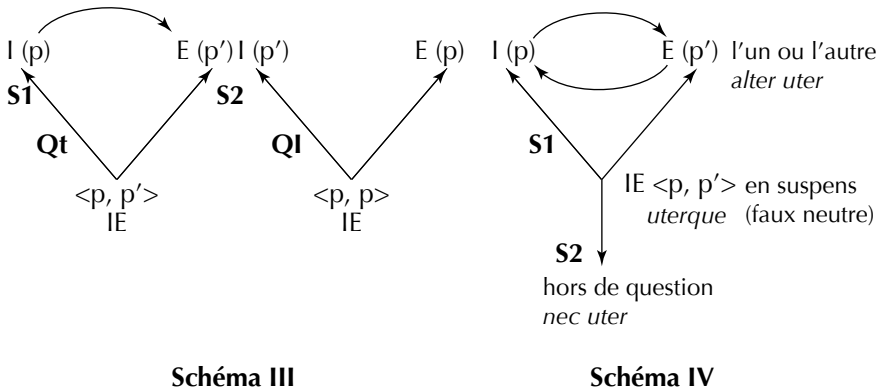 I (p) E (p′) I (p′) E (p) I (p) E (p′) l'un ou l'autre
alter uter
S1 S2
Qt Ql S1
<p, p′> <p, p> IE <p, p′> en suspens
IE IE uterque (faux neutre)
S2
hors de question
nec uter
Schéma III Schéma IV